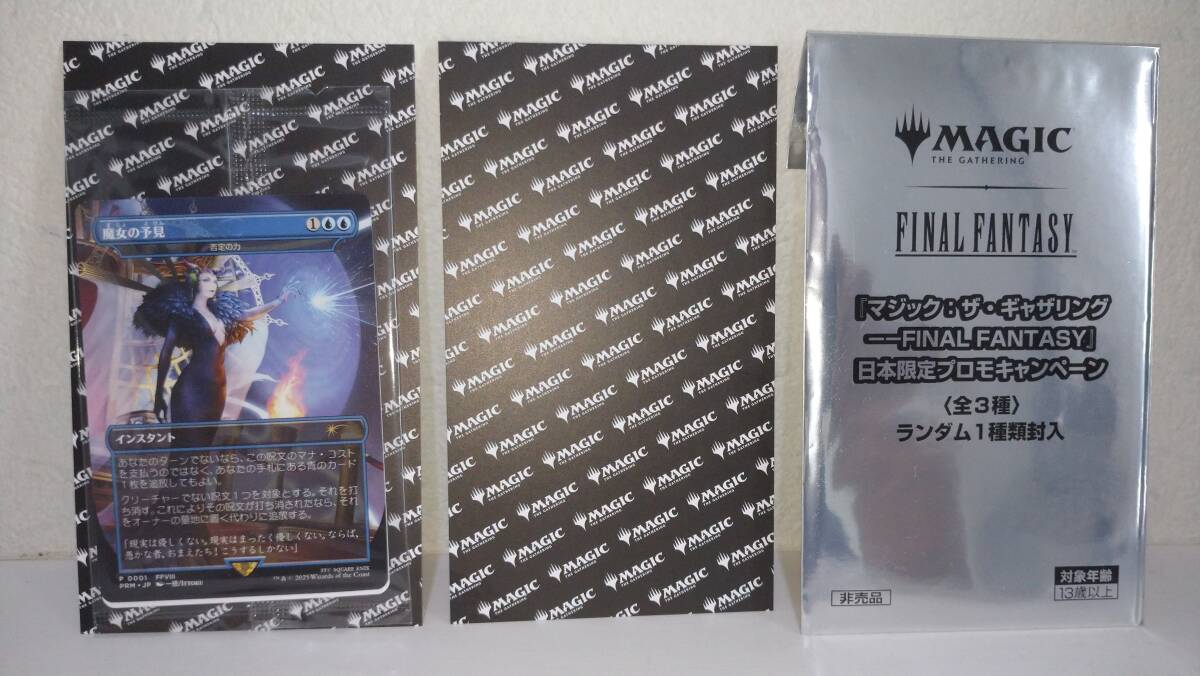 魔女の予見
1
否定の力
インスタント
あなたのターンでないなら、この呪文のマナ・コスト
を支払うのではなく、あなたの手札にある青のカード
1枚を追放してもよい。
クリーチャーでない呪文1つを対象とする。それを打
ち消す。これによりその呪文が打ち消されたなら、それ
をオーナーの墓地に置く代わりに追放する。
「現実は優しくない。現実はまったく優しくない。ならば、
愚かな者、おまえたち！こうするしかない」
P 0001 FFVIII
PRM・JP
™ & © 2025 Wizards of the Coast
MAGIC
THE GATHERING
MAGIC
THE GATHERING
FINAL FANTASY
『マジック：ザ・ギャザリング
——FINAL FANTASY』
日本限定プロモキャンペーン
〈全3種〉
ランダム1種類封入
非売品
対象年齢
13歳以上